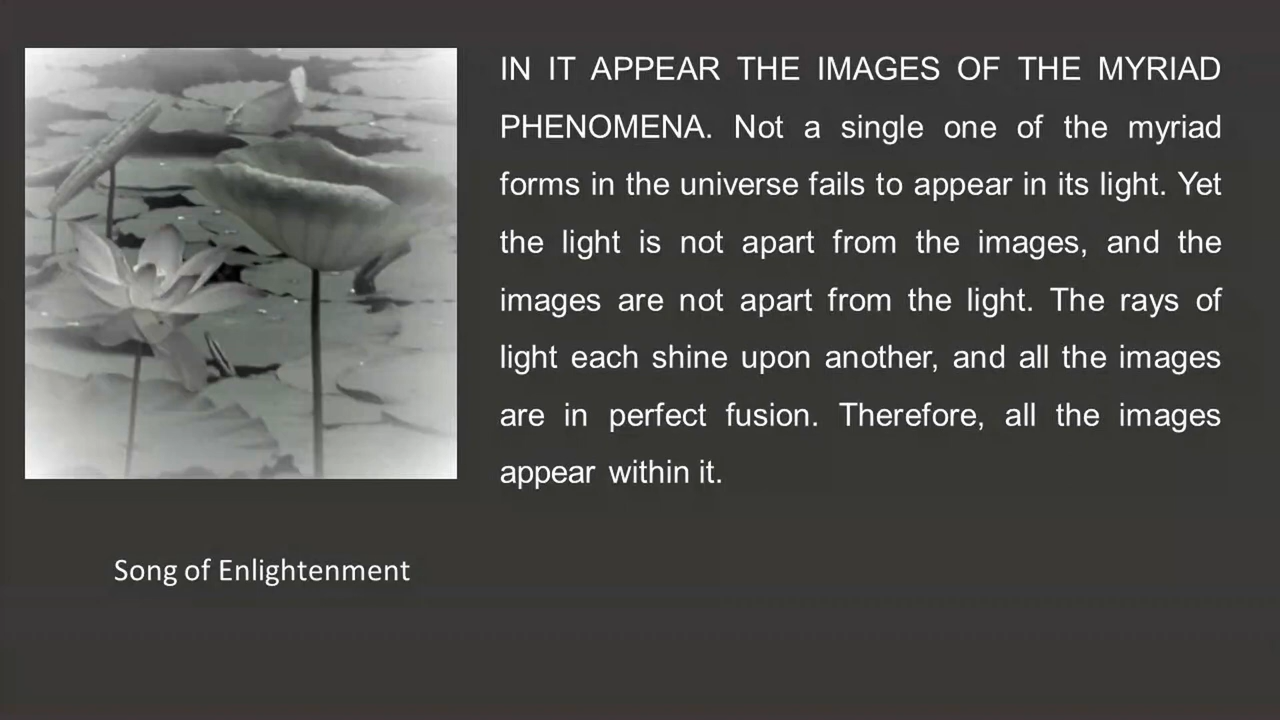 IN IT APPEAR THE IMAGES OF THE MYRIAD
PHENOMENA. Not a single one of the myriad
forms in the universe fails to appear in its light. Yet
the light is not apart from the images, and the
images are not apart from the light. The rays of
light each shine upon another, and all the images
are in perfect fusion. Therefore, all the images
appear within it.
Song of Enlightenment